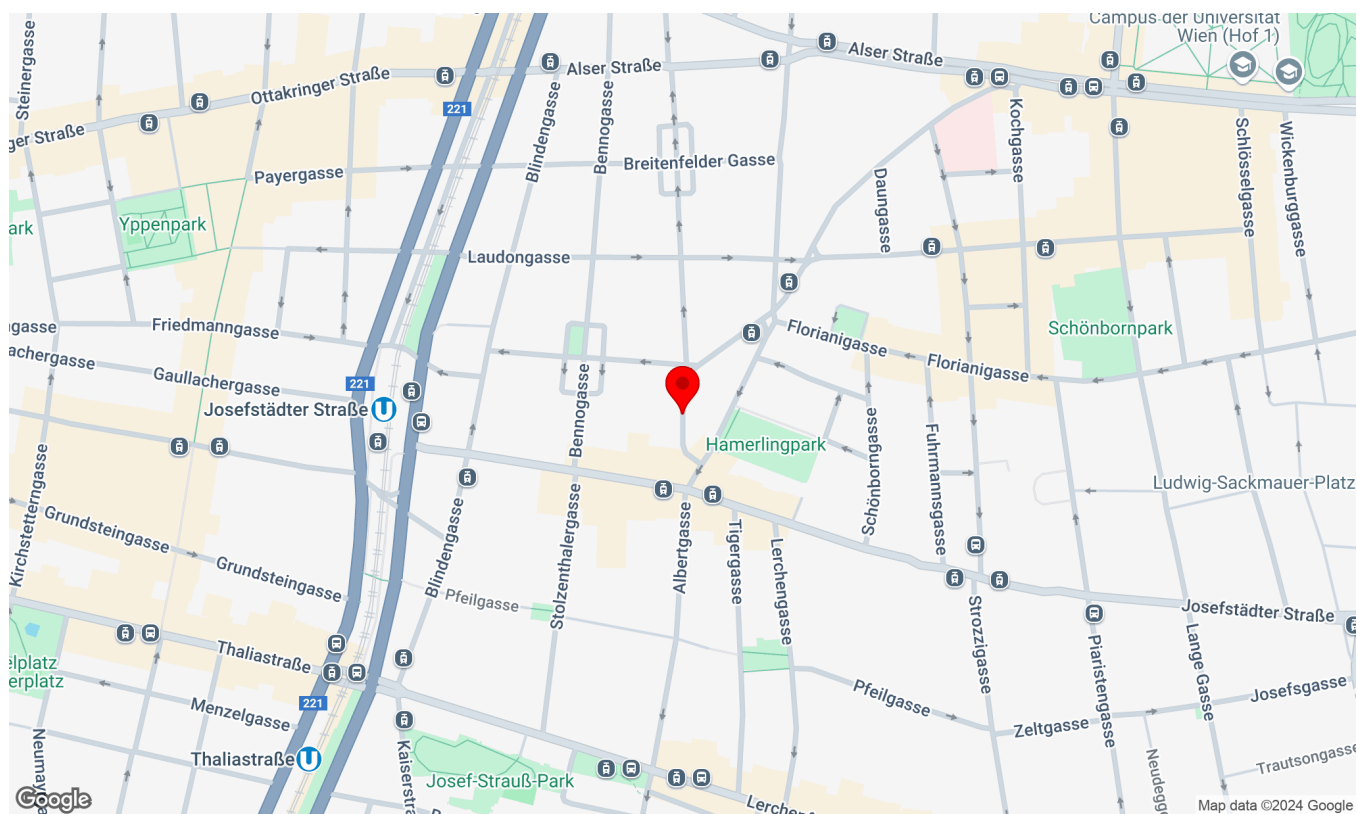 Campus der Universität
Wien (Hof 1)
Steinergasse
Ottakringer Straße
Alser Straße
Alser Straße
221
ger Straße
Blindengasse
Bennogasse
Breitenfelder Gasse
Kochgasse
Schlösselgasse
Wickenburggasse
Payergasse
Daungasse
ark
Yppenpark
Laudongasse
gasse
Friedmanngasse
Florianigasse
Schönbornpark
achergasse
Gaullachergasse
221
Florianigasse
Josefstädter Straße
Bennogasse
Hamerlingpark
Schönborngasse
Fuhrmannsgasse
Ludwig-Sackmauer-Platz
Kirchstetterngasse
Grundsteingasse
Grundsteingasse
Blindengasse
Stolzenthalergasse
Albertgasse
Tigergasse
Lerchengasse
Pfeilgasse
Strozzigasse
Piaristengasse
Lange Gasse
Josefstädter Straße
elplatz
erplatz
Thaliastraße
Menzelgasse
221
Pfeilgasse
Zeltgasse
Josefsgasse
Thaliastraße
Josef-Strauß-Park
Trautsongasse
Google
Map data ©2024 Google